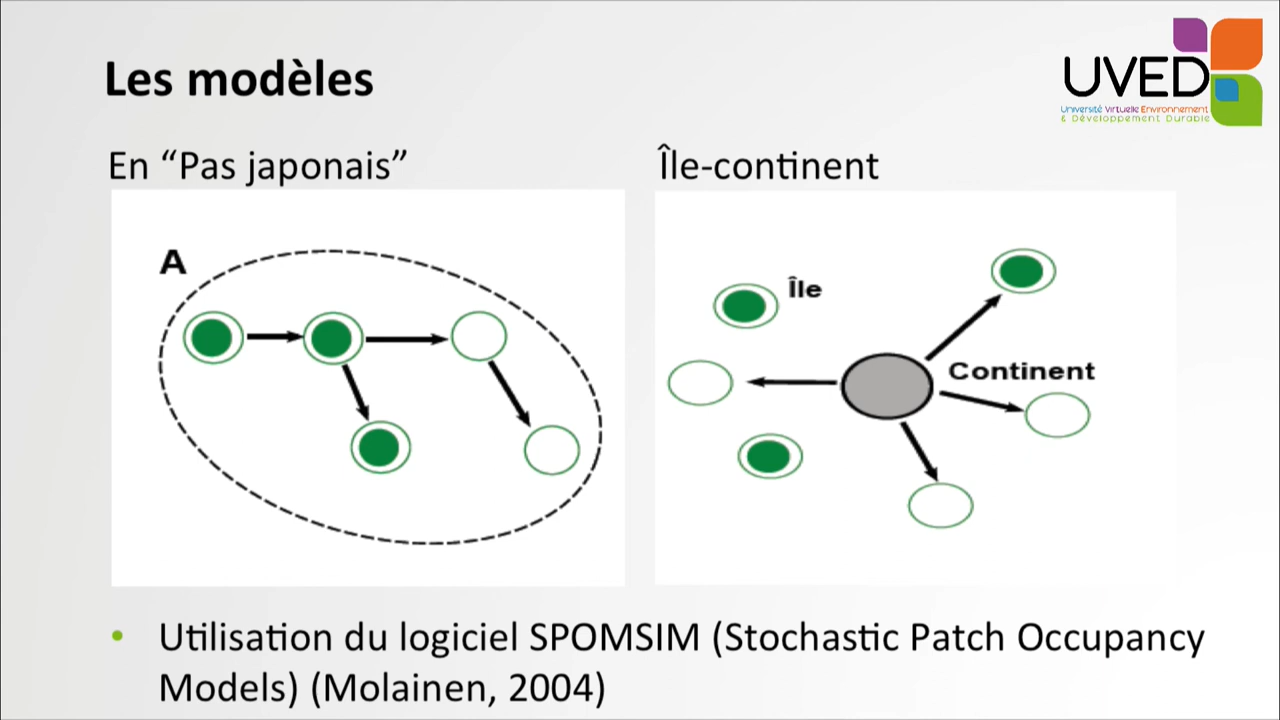 Les modèles
UVED
Université Virtuelle Environnement
& Développement Durable
En “Pas japonais”
Île-continent
A
Île
Continent
• Utilisation du logiciel SPOMSIM (Stochastic Patch Occupancy
Models) (Molainen, 2004)